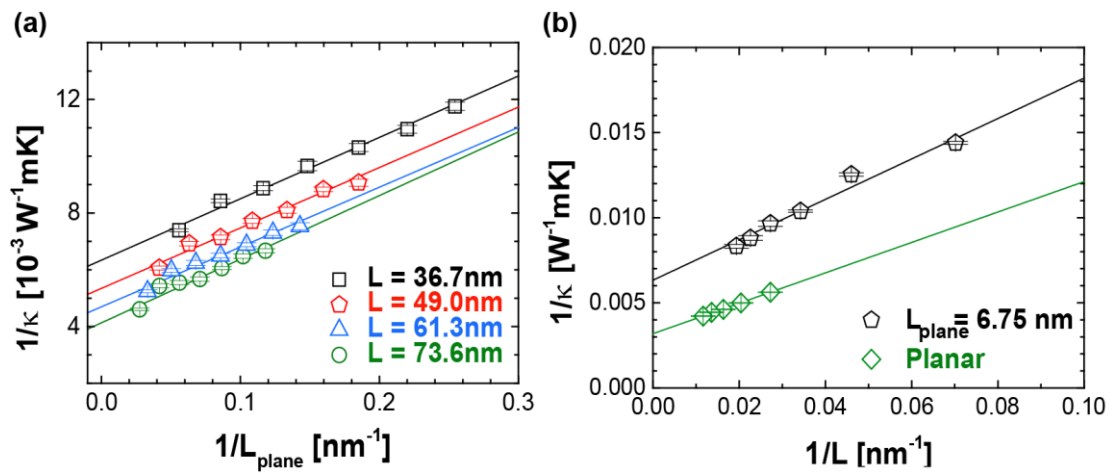 (a)
12
8
4
1/κ [10⁻³ W⁻¹mK]
L = 36.7nm
L = 49.0nm
L = 61.3nm
L = 73.6nm
0.0 0.1 0.2 0.3
1/Lplane [nm⁻¹]
(b)
0.020
0.015
0.010
0.005
0.000
1/κ [W⁻¹mK]
Lplane = 6.75 nm
Planar
0.00 0.02 0.04 0.06 0.08 0.10
1/L [nm⁻¹]